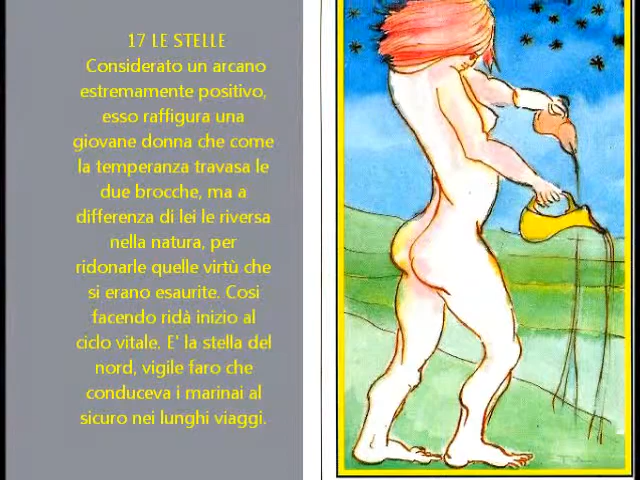 17 LE STELLE
Considerato un arcano
estremamente positivo,
esso raffigura una
giovane donna che come
la temperanza travasa le
due brocche, ma a
differenza di lei le riversa
nella natura, per
ridonarle quelle virtù che
si erano esaurite. Cosi
facendo ridà inizio al
ciclo vitale. E' la stella del
nord, vigile faro che
conduceva i marinai al
sicuro nei lunghi viaggi.